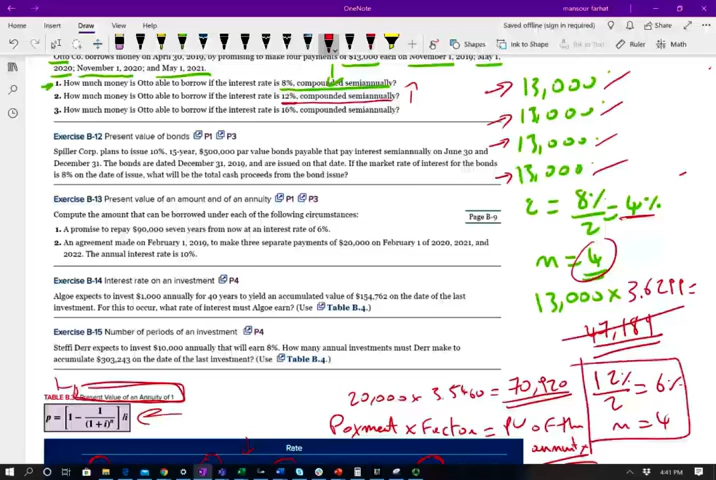 OneNote
mansour farhat
Home
Insert
Draw
View
Saved offline (sign in required)
Share
Shapes
Ink to Shape
Ink to Text
Ruler
Math
Otto Co. borrows money on April 30, 2019, by promising to make four payments of $13,000 each on November 1, 2019; May 1,
2020; November 1, 2020; and May 1, 2021.
1. How much money is Otto able to borrow if the interest rate is 8%, compounded semiannually?
2. How much money is Otto able to borrow if the interest rate is 12%, compounded semiannually?
3. How much money is Otto able to borrow if the interest rate is 16%, compounded semiannually?
Exercise B-12 Present value of bonds P1 P3
Spiller Corp. plans to issue 10%, 15-year, $500,000 par value bonds payable that pay interest semiannually on June 30 and
December 31. The bonds are dated December 31, 2019, and are issued on that date. If the market rate of interest for the bonds
is 8% on the date of issue, what will be the total cash proceeds from the bond issue?
Exercise B-13 Present value of an amount and of an annuity P1 P3
Page B-9
Compute the amount that can be borrowed under each of the following circumstances:
1. A promise to repay $90,000 seven years from now at an interest rate of 6%.
2. An agreement made on February 1, 2019, to make three separate payments of $20,000 on February 1 of 2020, 2021, and
2022. The annual interest rate is 10%.
Exercise B-14 Interest rate on an investment P4
Algoe expects to invest $1,000 annually for 40 years to yield an accumulated value of $154,762 on the date of the last
investment. For this to occur, what rate of interest must Algoe earn? (Use Table B.4.)
Exercise B-15 Number of periods of an investment P4
Steffi Derr expects to invest $10,000 annually that will earn 8%. How many annual investments must Derr make to
accumulate $303,243 on the date of the last investment? (Use Table B.4.)
TABLE B.3 Present Value of an Annuity of 1
p = [1 − 1/(1 + i)ⁿ]/i
Rate
→ 13,000
→ 13,000
→ 13,000
→ 13,000
i = 8%/2 = 4%
n = 4
13,000 × 3.6299 =
47,189
20,000 × 3.5460 = 70,920
Payment × Factor = PV of the
annuity
12%/2 = 6%
n = 4
4:41 PM